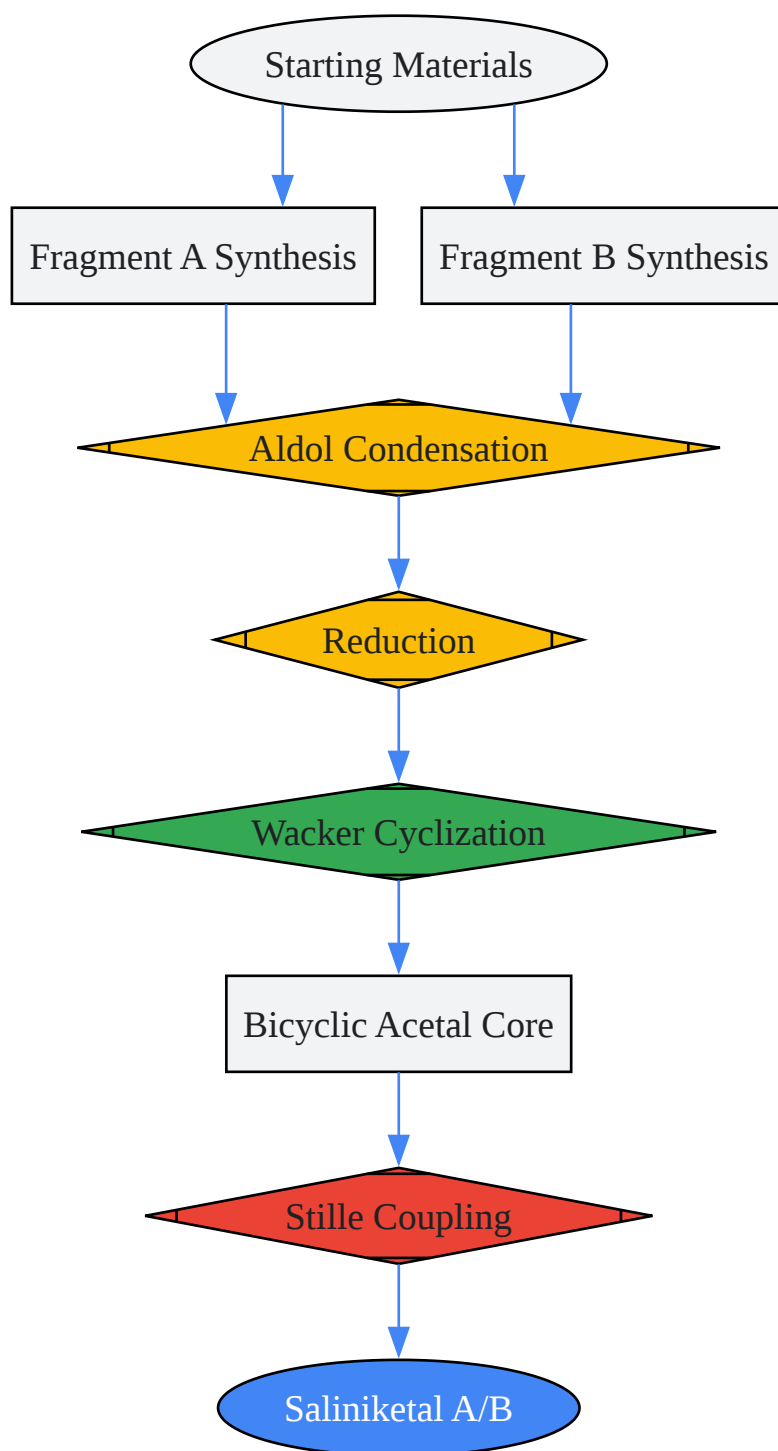 Starting Materials
Fragment A Synthesis
Fragment B Synthesis
Aldol Condensation
Reduction
Wacker Cyclization
Bicyclic Acetal Core
Stille Coupling
Saliniketal A/B